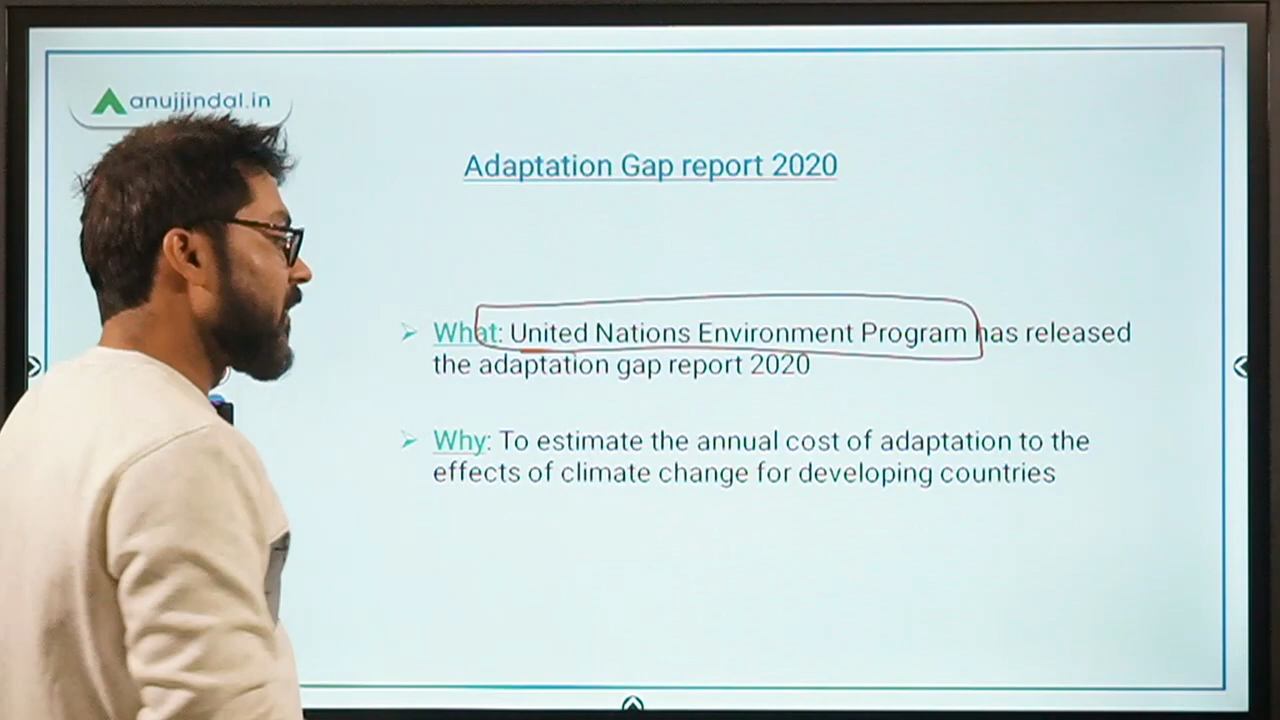 anujjindal.in
Adaptation Gap report 2020
What: United Nations Environment Program has released
the adaptation gap report 2020
Why: To estimate the annual cost of adaptation to the
effects of climate change for developing countries